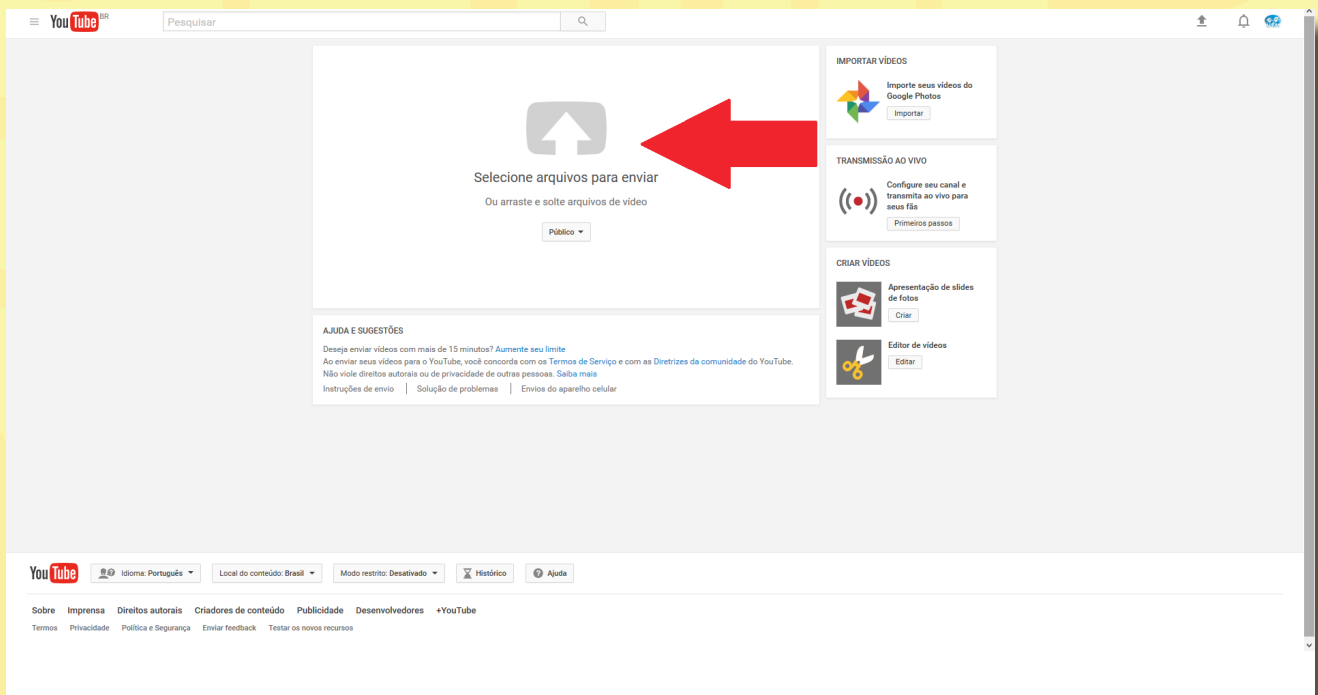 YouTube BR
Pesquisar
Selecione arquivos para enviar
Ou arraste e solte arquivos de vídeo
Público
AJUDA E SUGESTÕES
Deseja enviar vídeos com mais de 15 minutos? Aumente seu limite
Ao enviar seus vídeos para o YouTube, você concorda com os Termos de Serviço e com as Diretrizes da comunidade do YouTube.
Não viole direitos autorais ou de privacidade de outras pessoas. Saiba mais
Instruções de envio
Solução de problemas
Envios do aparelho celular
IMPORTAR VÍDEOS
Importe seus vídeos do
Google Photos
Importar
TRANSMISSÃO AO VIVO
Configure seu canal e
transmita ao vivo para
seus fãs
Primeiros passos
CRIAR VÍDEOS
Apresentação de slides
de fotos
Criar
Editor de vídeos
Editar
YouTube
Idioma: Português
Local do conteúdo: Brasil
Modo restrito: Desativado
Histórico
Ajuda
Sobre Imprensa Direitos autorais Criadores de conteúdo Publicidade Desenvolvedores +YouTube
Termos Privacidade Política e Segurança Enviar feedback Testar os novos recursos